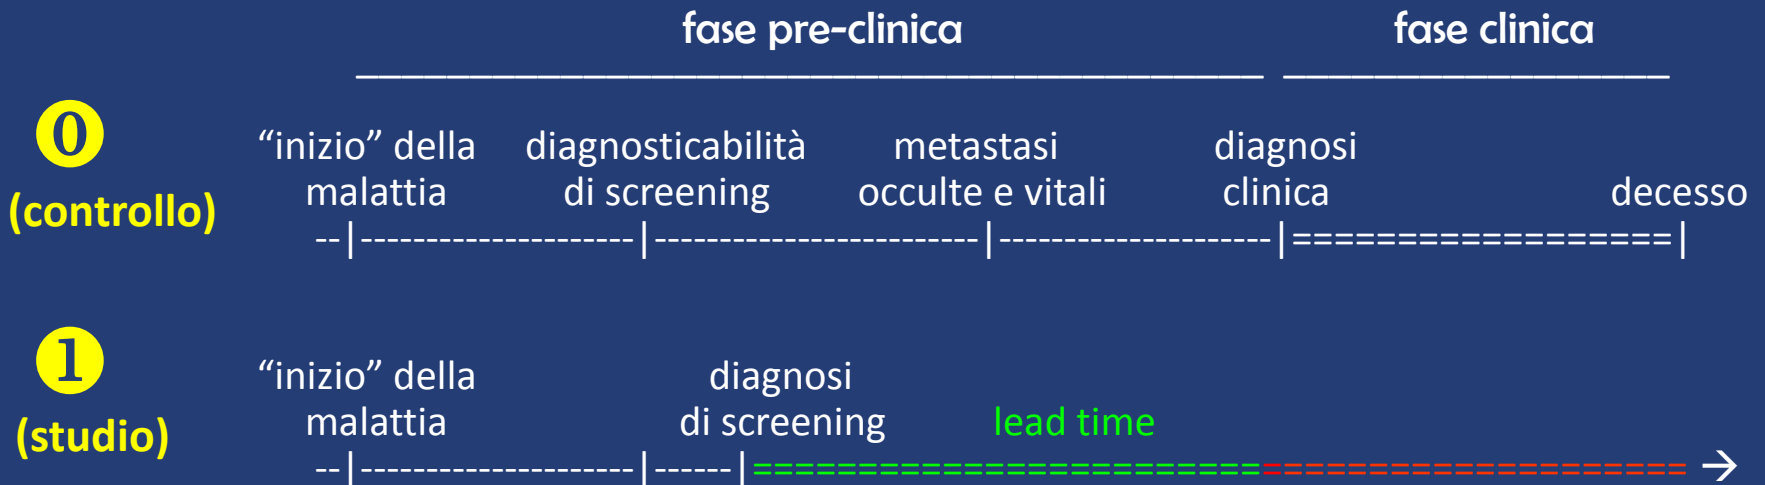 fase pre-clinica fase clinica
0
(controllo)
“inizio” della diagnosticabilità metastasi diagnosi
malattia di screening occulte e vitali clinica decesso
--|--------------------|------------------------|--------------------|==================|
1
(studio)
“inizio” della diagnosi
malattia di screening lead time
--|--------------------|------|============================================ →